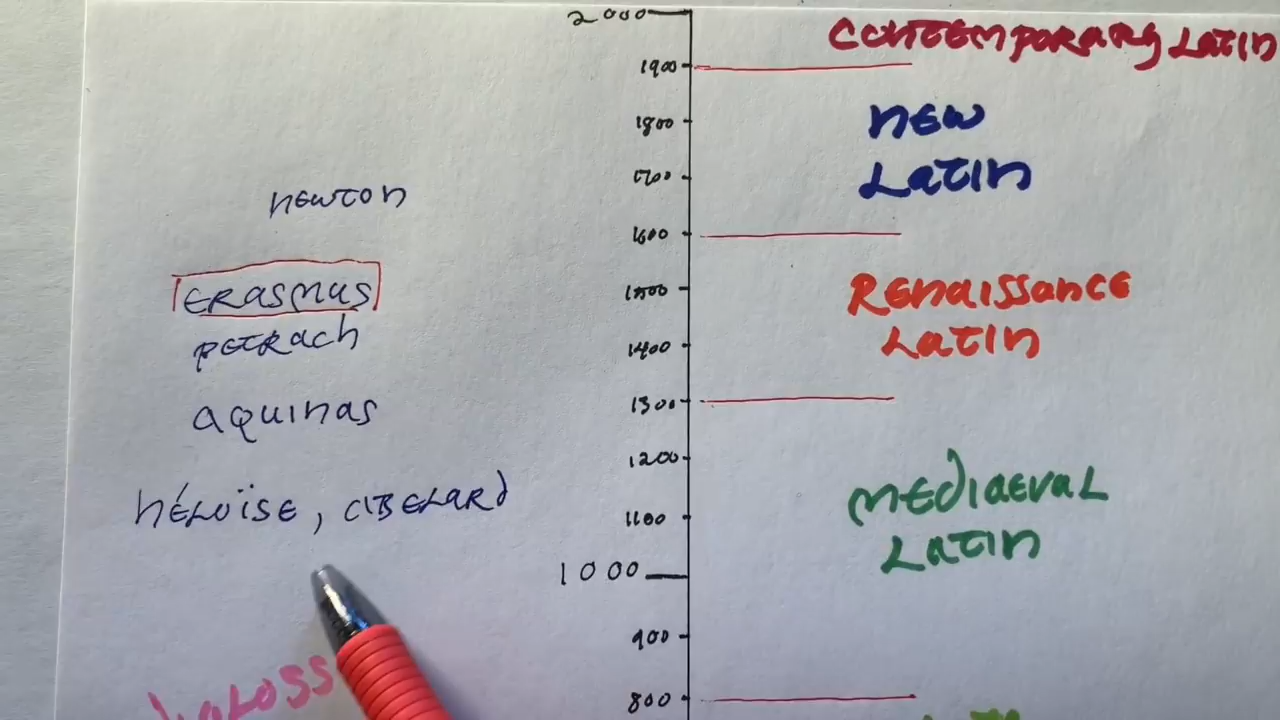 2000
CONTEMPORARY LATIN
1900
1800
NEW
LATIN
1700
NEWTON
1600
ERASMUS
1500
RENAISSANCE
LATIN
PETRACH
1400
AQUINAS
1300
1200
MEDIAEVAL
LATIN
HÉLOÏSE, ABELARD
1100
1000
900
800